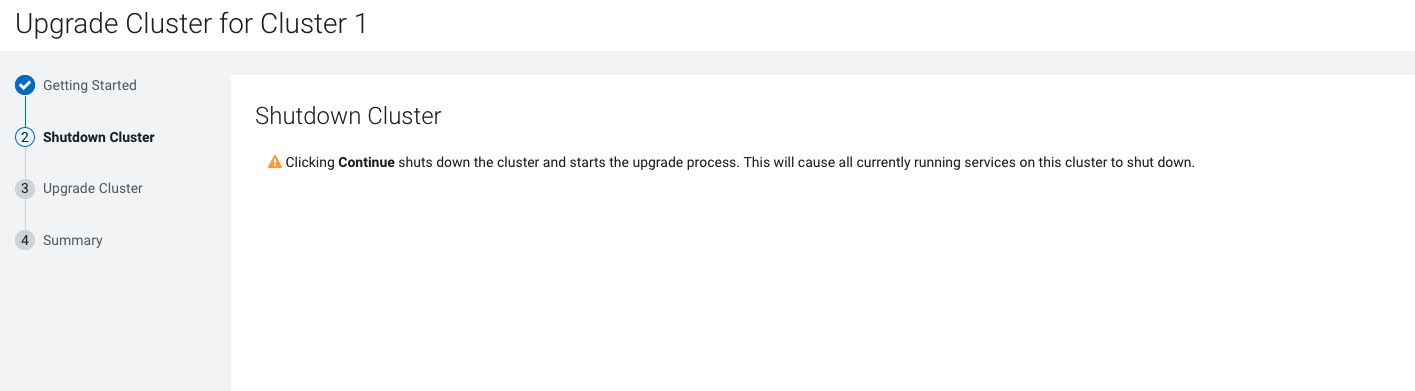 Upgrade Cluster for Cluster 1
Getting Started
2 Shutdown Cluster
3 Upgrade Cluster
4 Summary
Shutdown Cluster
Clicking Continue shuts down the cluster and starts the upgrade process. This will cause all currently running services on this cluster to shut down.